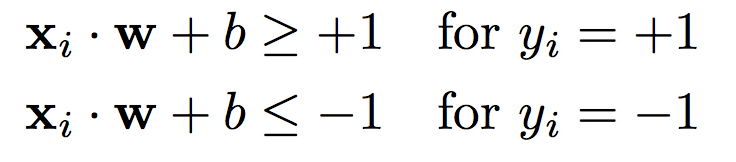 xᵢ · w + b ≥ +1 for yᵢ = +1
xᵢ · w + b ≤ −1 for yᵢ = −1